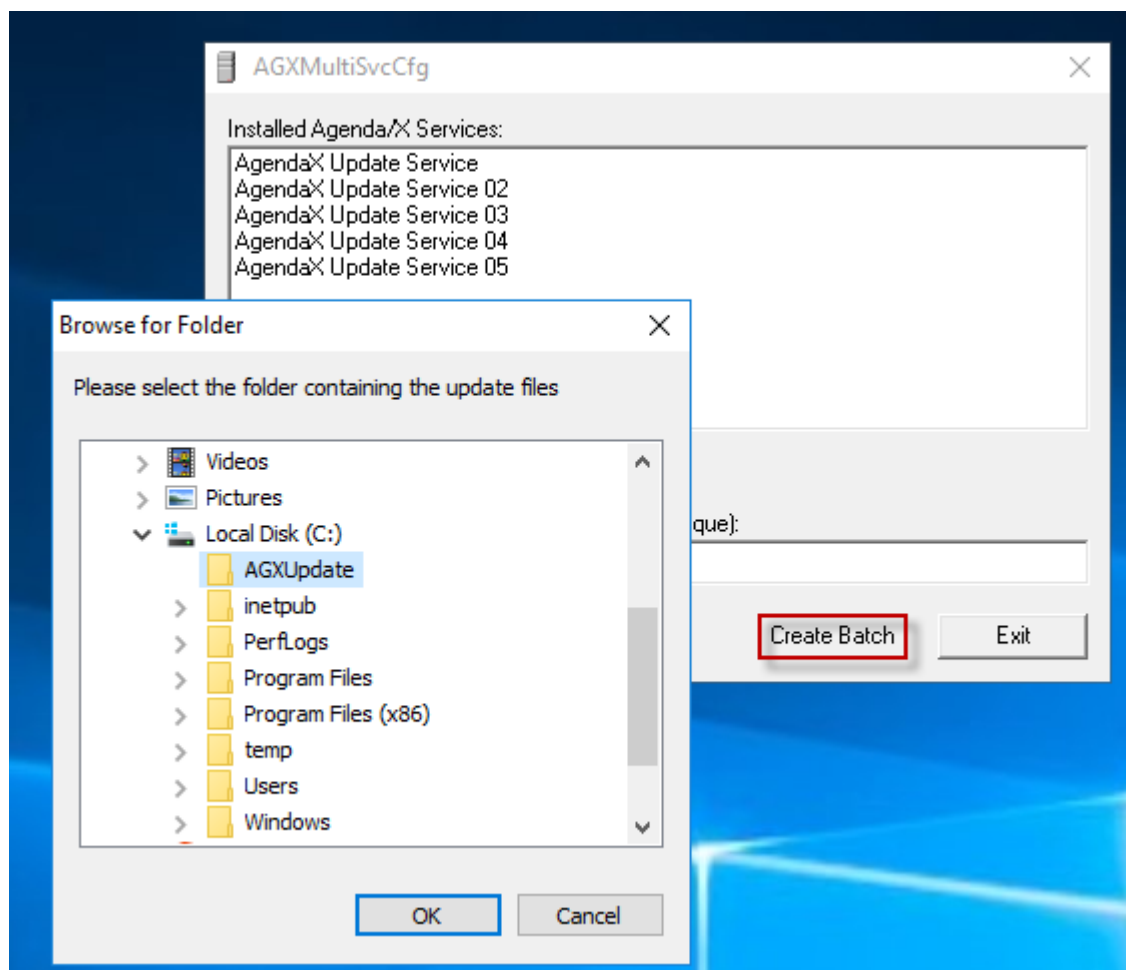 AGXMultiSvcCfg
Installed Agenda/X Services:
AgendaX Update Service
AgendaX Update Service 02
AgendaX Update Service 03
AgendaX Update Service 04
AgendaX Update Service 05
Browse for Folder
Please select the folder containing the update files
Videos
Pictures
Local Disk (C:)
AGXUpdate
inetpub
PerfLogs
Program Files
Program Files (x86)
temp
Users
Windows
OK
Cancel
que):
Create Batch
Exit